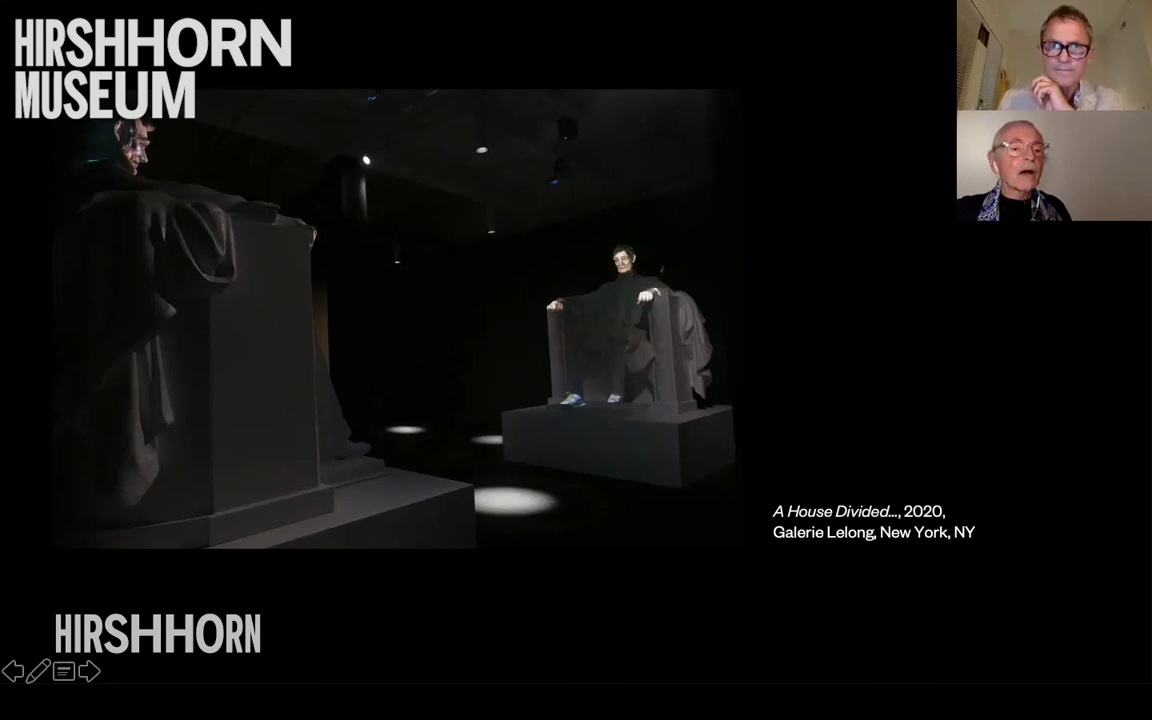 HIRSHHORN
MUSEUM
A House Divided..., 2020,
Galerie Lelong, New York, NY
HIRSHHORN